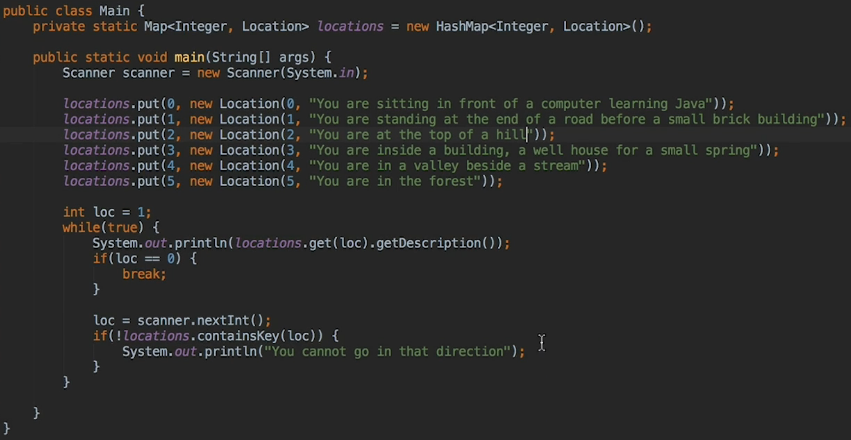 public class Main {
    private static Map<Integer, Location> locations = new HashMap<Integer, Location>();

    public static void main(String[] args) {
        Scanner scanner = new Scanner(System.in);

        locations.put(0, new Location(0, "You are sitting in front of a computer learning Java"));
        locations.put(1, new Location(1, "You are standing at the end of a road before a small brick building"));
        locations.put(2, new Location(2, "You are at the top of a hill"));
        locations.put(3, new Location(3, "You are inside a building, a well house for a small spring"));
        locations.put(4, new Location(4, "You are in a valley beside a stream"));
        locations.put(5, new Location(5, "You are in the forest"));

        int loc = 1;
        while(true) {
            System.out.println(locations.get(loc).getDescription());
            if(loc == 0) {
                break;
            }

            loc = scanner.nextInt();
            if(!locations.containsKey(loc)) {
                System.out.println("You cannot go in that direction");
            }
        }

    }
}